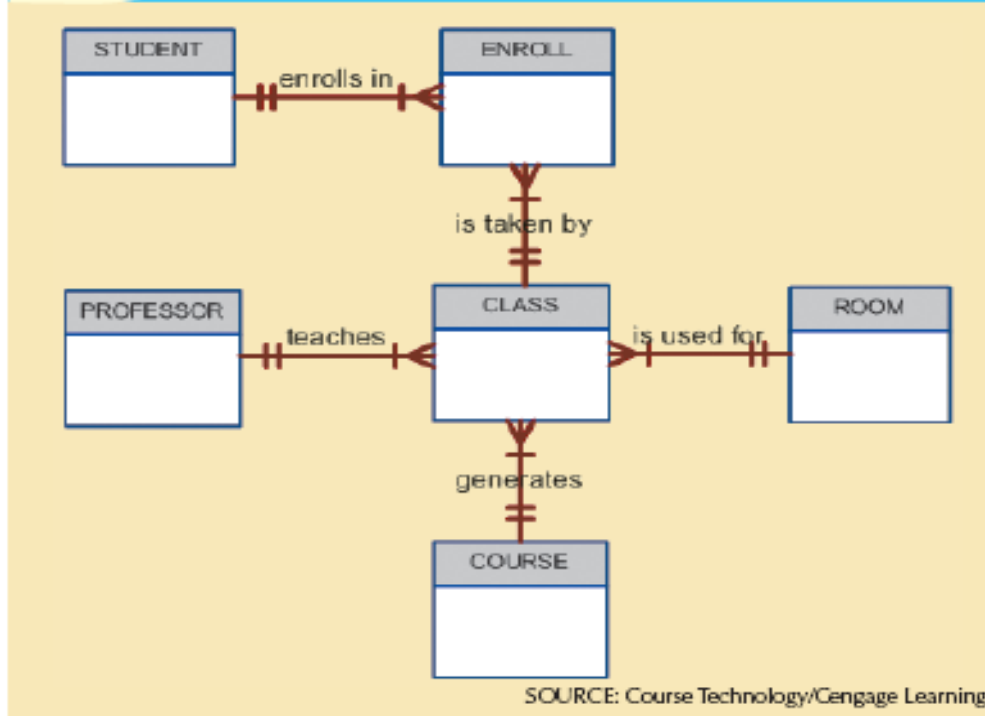 STUDENT
ENROLL
enrolls in
is taken by
PROFESSOR
CLASS
ROOM
teaches
is used for
generates
COURSE
SOURCE: Course Technology/Cengage Learning